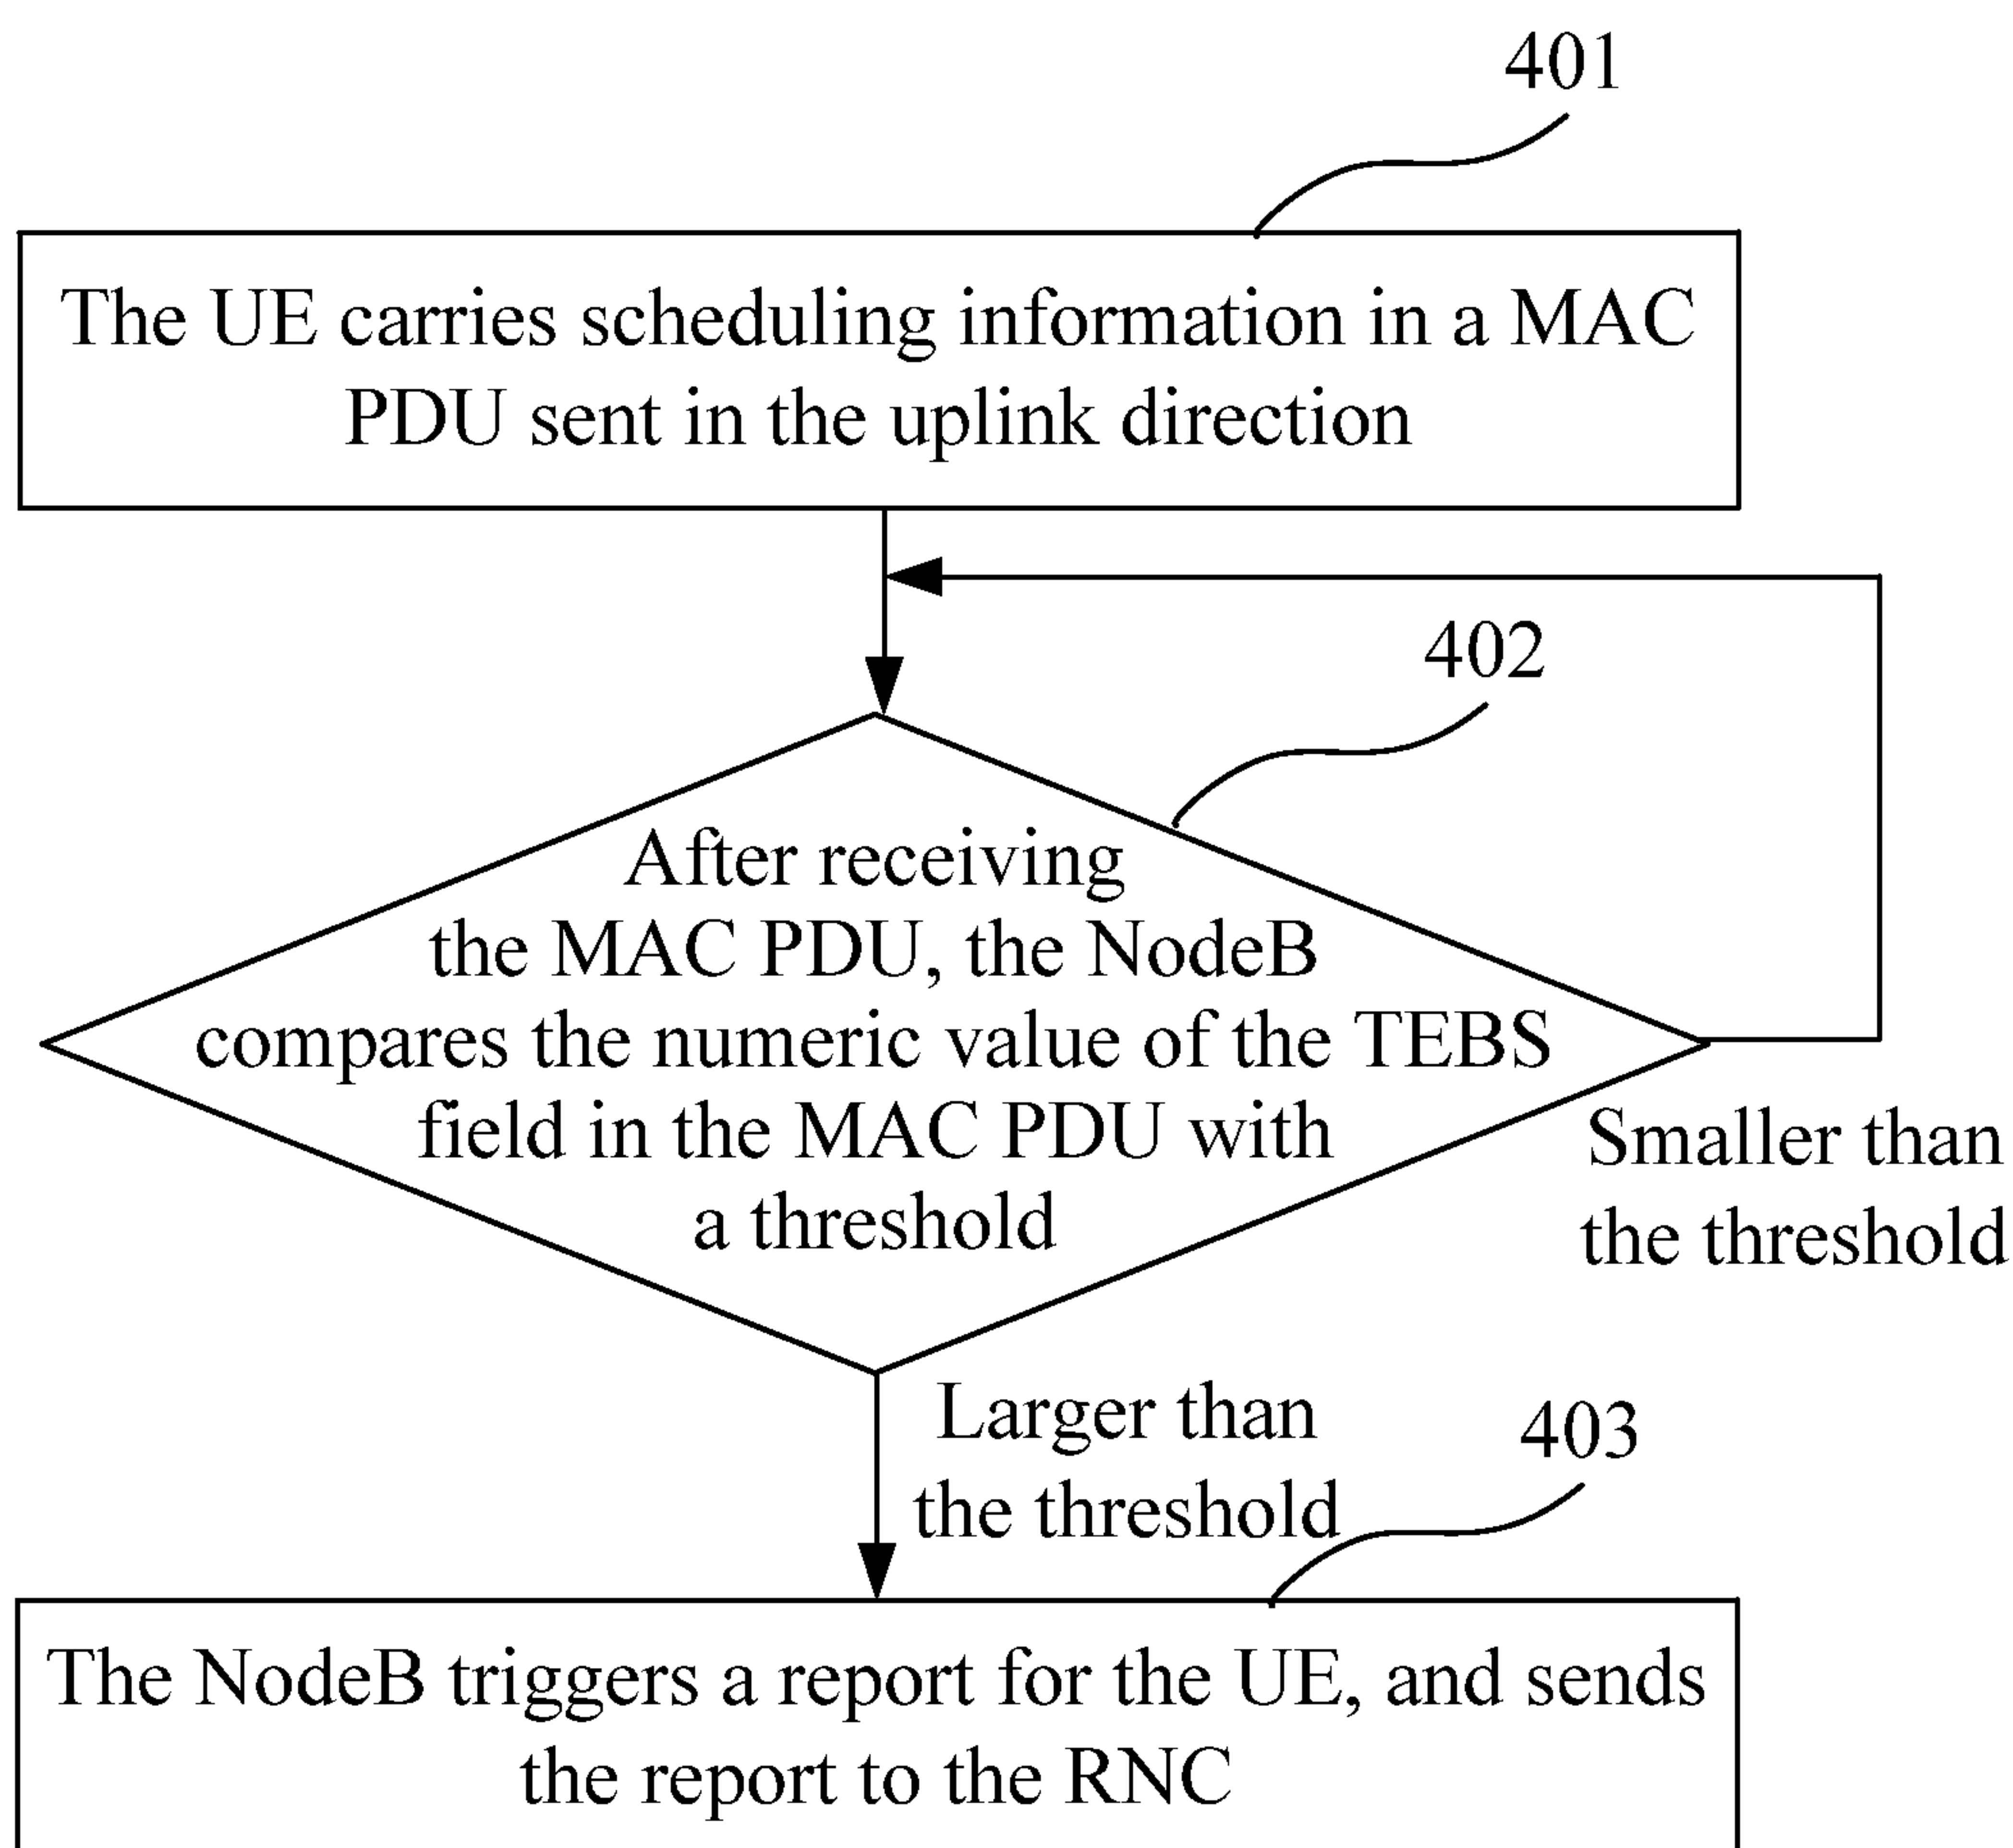 401
The UE carries scheduling information in a MAC
PDU sent in the uplink direction
402
After receiving
the MAC PDU, the NodeB
compares the numeric value of the TEBS
field in the MAC PDU with
a threshold
Smaller than
the threshold
Larger than
the threshold
403
The NodeB triggers a report for the UE, and sends
the report to the RNC